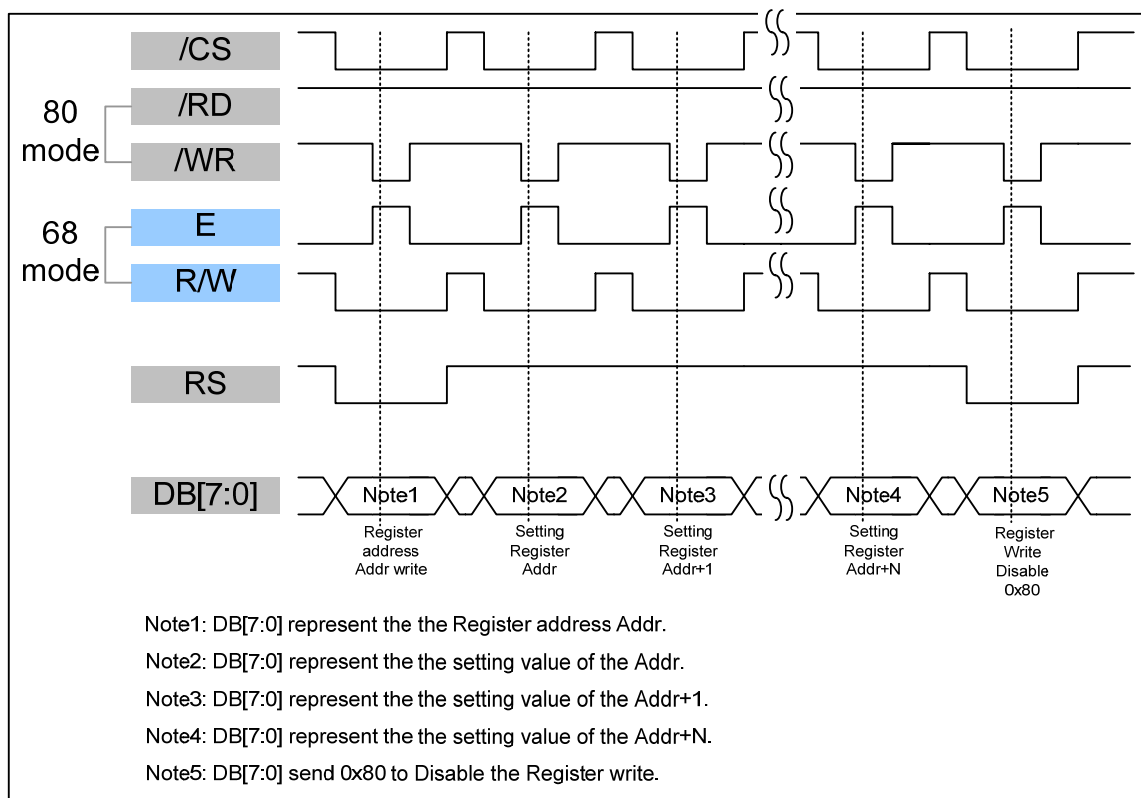 /CS
80
mode
/RD
/WR
68
mode
E
R/W
RS
DB[7:0]
Note1
Note2
Note3
Note4
Note5
Register
address
Addr write
Setting
Register
Addr
Setting
Register
Addr+1
Setting
Register
Addr+N
Register
Write
Disable
0x80
Note1: DB[7:0] represent the the Register address Addr.
Note2: DB[7:0] represent the the setting value of the Addr.
Note3: DB[7:0] represent the the setting value of the Addr+1.
Note4: DB[7:0] represent the the setting value of the Addr+N.
Note5: DB[7:0] send 0x80 to Disable the Register write.